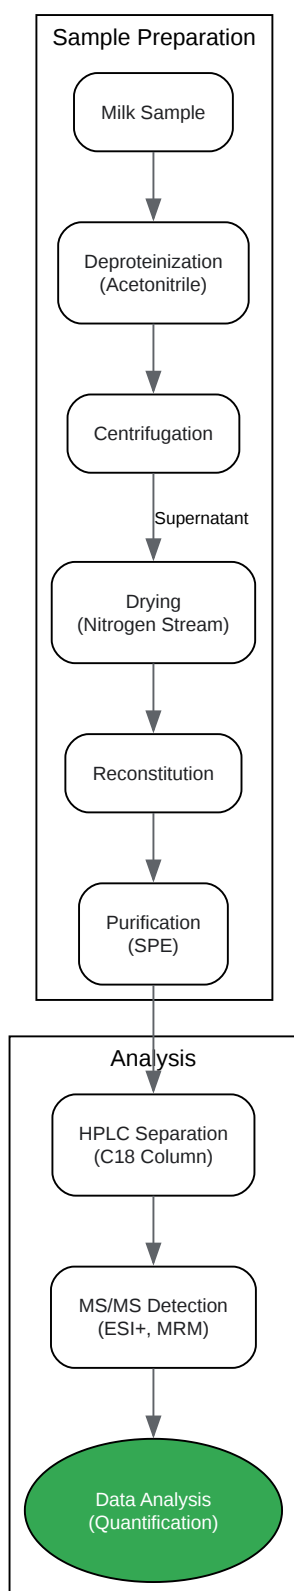 Sample Preparation
Milk Sample
Deproteinization
(Acetonitrile)
Centrifugation
Supernatant
Drying
(Nitrogen Stream)
Reconstitution
Purification
(SPE)
Analysis
HPLC Separation
(C18 Column)
MS/MS Detection
(ESI+, MRM)
Data Analysis
(Quantification)